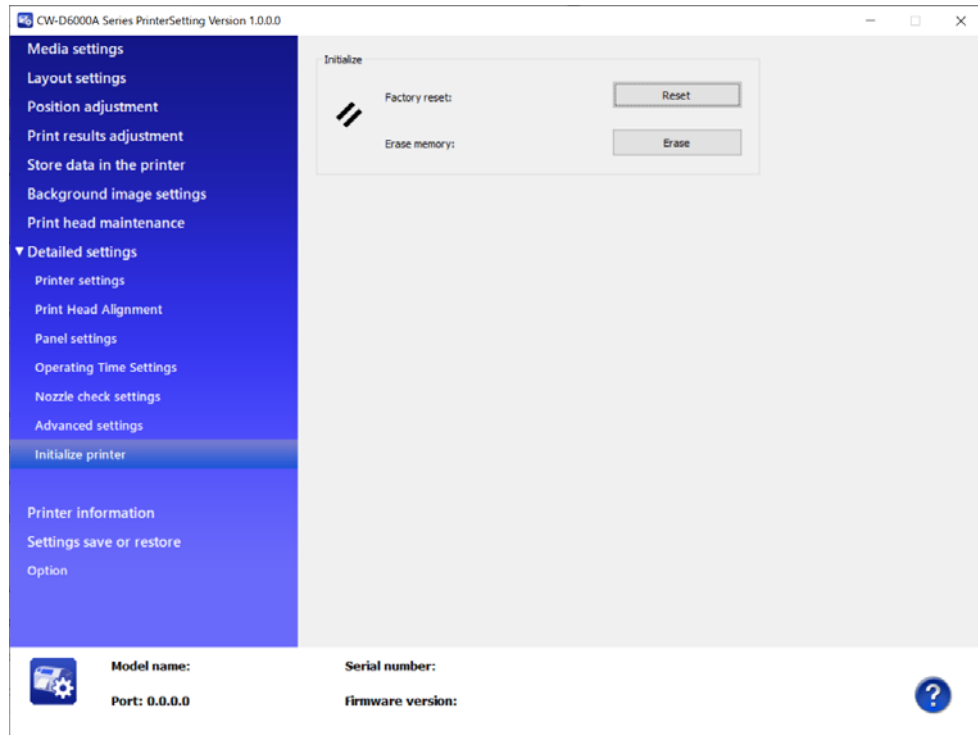 CW-D6000A Series PrinterSetting Version 1.0.0.0
Media settings
Layout settings
Position adjustment
Print results adjustment
Store data in the printer
Background image settings
Print head maintenance
▼ Detailed settings
Printer settings
Print Head Alignment
Panel settings
Operating Time Settings
Nozzle check settings
Advanced settings
Initialize printer
Printer information
Settings save or restore
Option
Initialize
Factory reset: Reset
Erase memory: Erase
Model name: Serial number:
Port: 0.0.0.0 Firmware version:
?